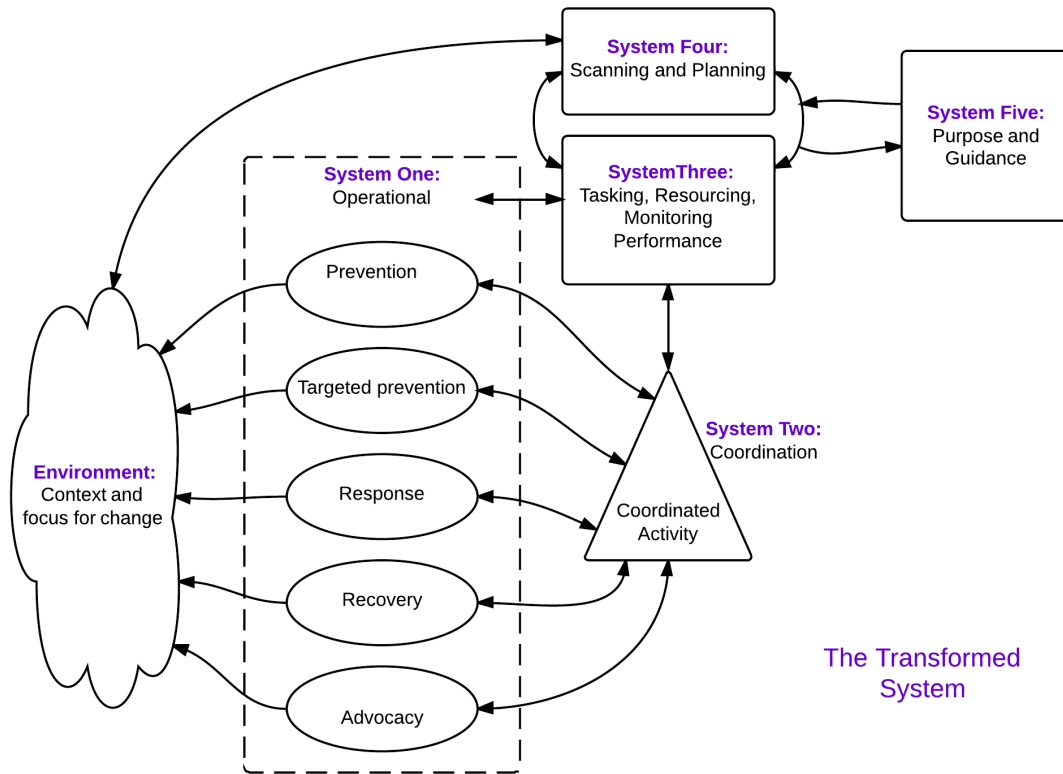 System Four:
Scanning and Planning
System Five:
Purpose and
Guidance
SystemThree:
Tasking, Resourcing,
Monitoring
Performance
System One:
Operational
Prevention
Targeted prevention
Response
Recovery
Advocacy
Environment:
Context and
focus for change
System Two:
Coordination
Coordinated
Activity
The Transformed
System